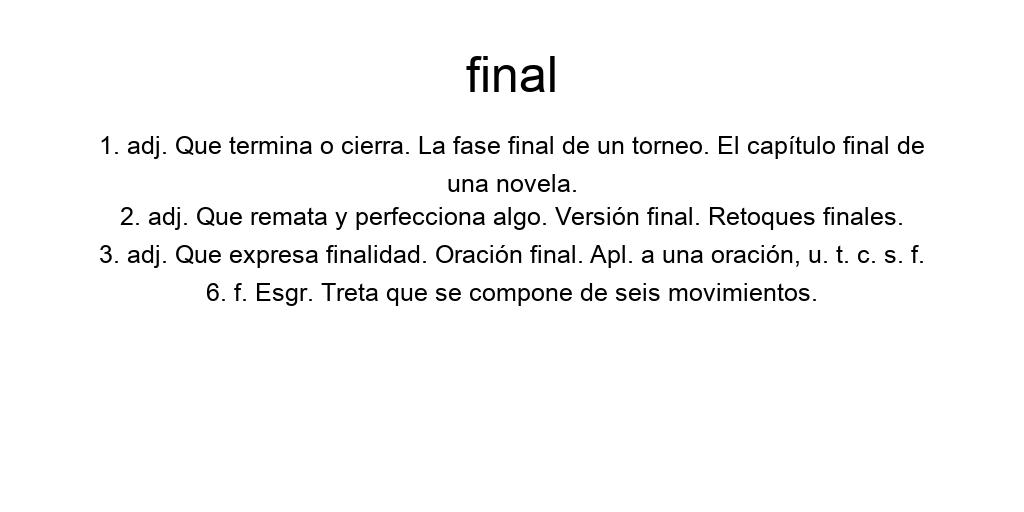 final
1. adj. Que termina o cierra. La fase final de un torneo. El capítulo final de
una novela.
2. adj. Que remata y perfecciona algo. Versión final. Retoques finales.
3. adj. Que expresa finalidad. Oración final. Apl. a una oración, u. t. c. s. f.
6. f. Esgr. Treta que se compone de seis movimientos.